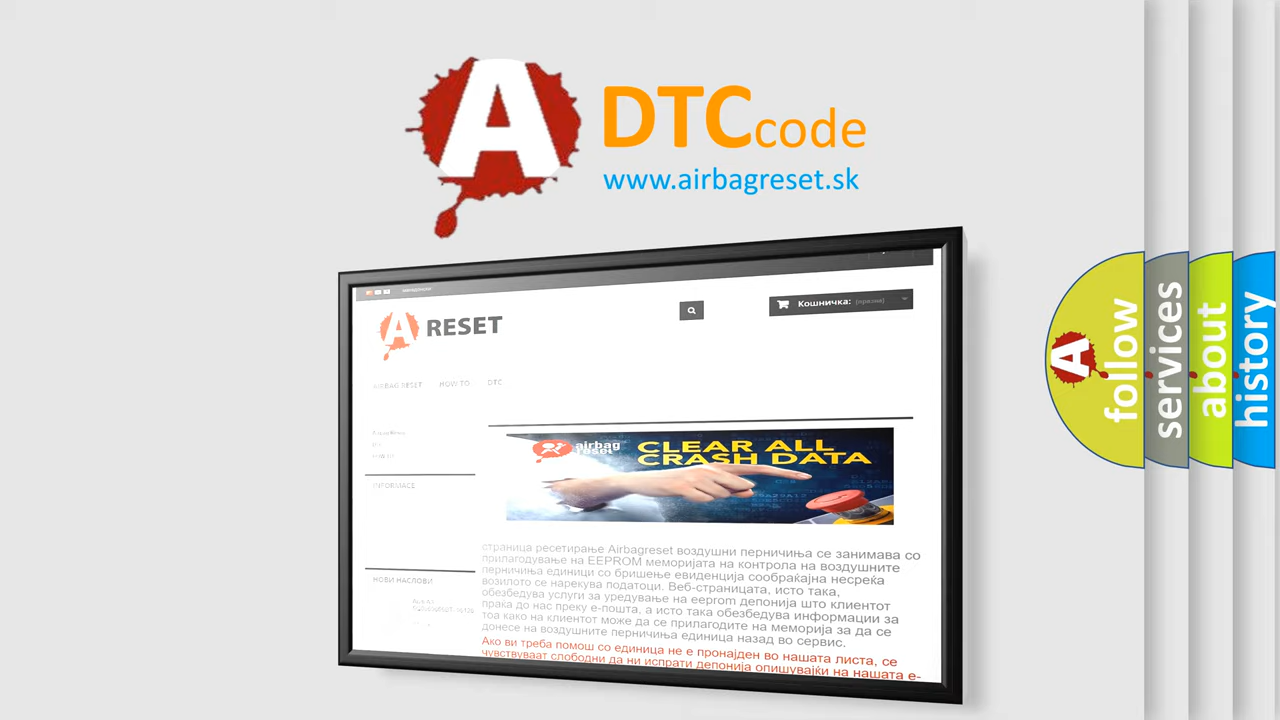 A
DTCcode
www.airbagreset.sk
Кошничка: (празна)
A RESET
AIRBAG RESET HOW TO DTC
INFORMACE
airbag
reset
CLEAR ALL
CRASH DATA
страница ресетирање Airbagreset воздушни перничиња се занимава со
прилагодување на EEPROM меморијата на контрола на воздушните
перничиња единици со бришење евиденција сообраќајна несреќа
возилото се нарекува податоци. Веб-страницата, исто така,
обезбедува услуги за уредување на eeprom депонија што клиентот
праќа до нас преку е-пошта, а исто така обезбедува информации за
тоа како на клиентот може да се прилагодите на меморија за да се
донесе на воздушните перничиња единица назад во сервис.
Ако ви треба помош со единица не е пронајден во нашата листа, се
чувствуваат слободни да ни испрати депонија опишувајќи на нашата е-
НОВИ НАСЛОВИ
A
follow
services
about
history